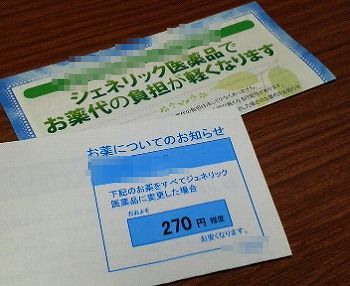 ジェネリック医薬品で
お薬代の負担が軽くなります
お薬についてのお知らせ
下記のお薬をすべてジェネリック
医薬品に変更した場合
おおよそ
270 円 程度
お安くなります。